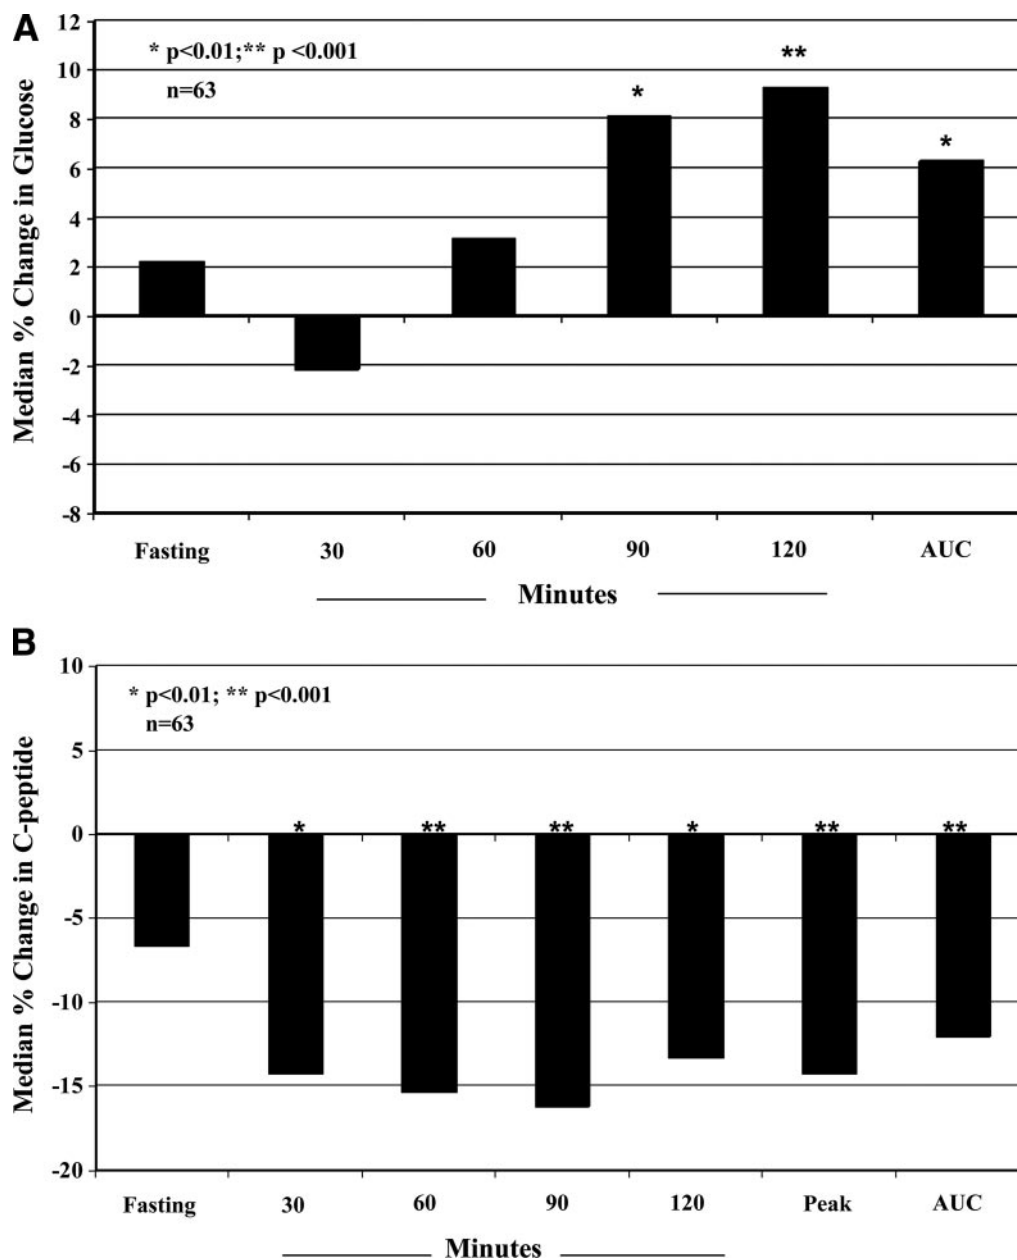 A
* p<0.01;** p <0.001
n=63
Median % Change in Glucose
12
10
8
6
4
2
0
-2
-4
-6
-8
*
**
*
Fasting 30 60 90 120 AUC
Minutes
B
* p<0.01; ** p<0.001
n=63
Median % Change in C-peptide
10
5
0
-5
-10
-15
-20
* ** ** * ** **
Fasting 30 60 90 120 Peak AUC
Minutes